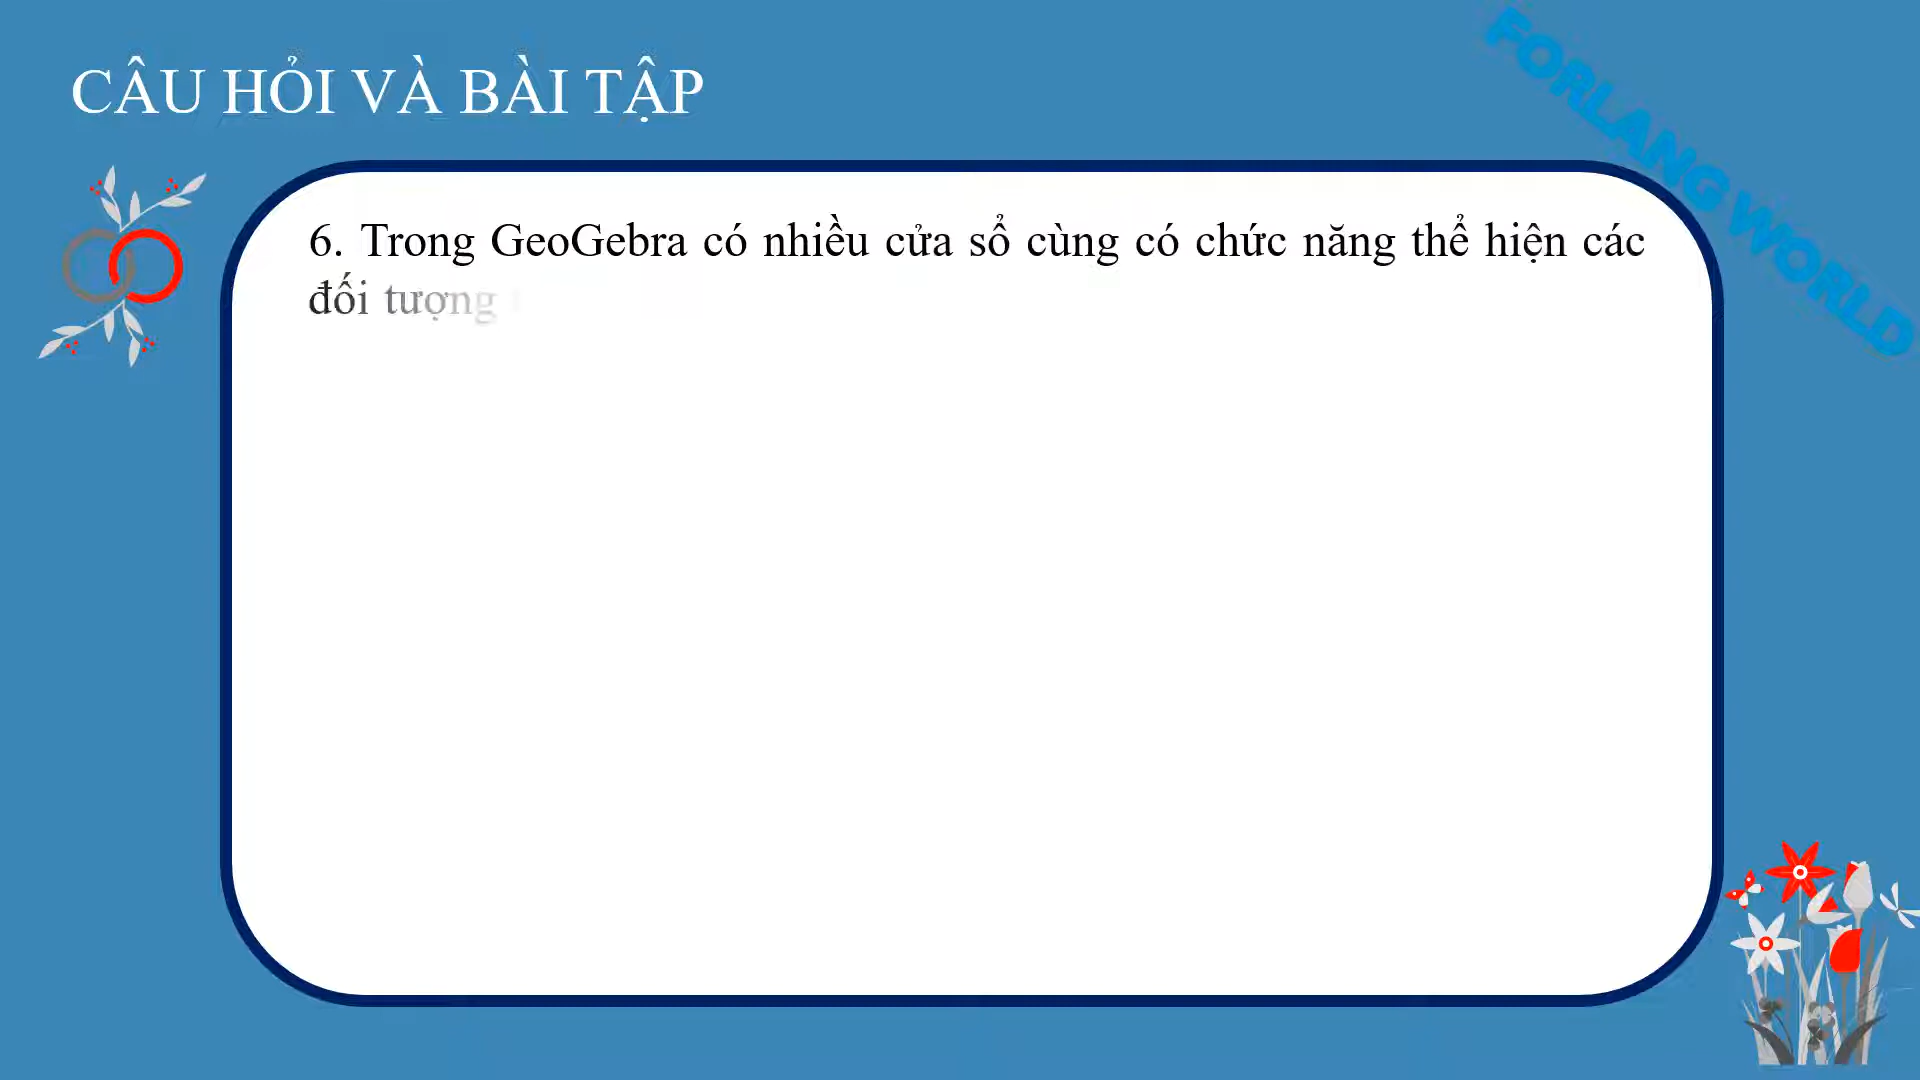 CÂU HỎI VÀ BÀI TẬP
FORLANG WORLD
6. Trong GeoGebra có nhiều cửa sổ cùng có chức năng thể hiện các
đối tượng